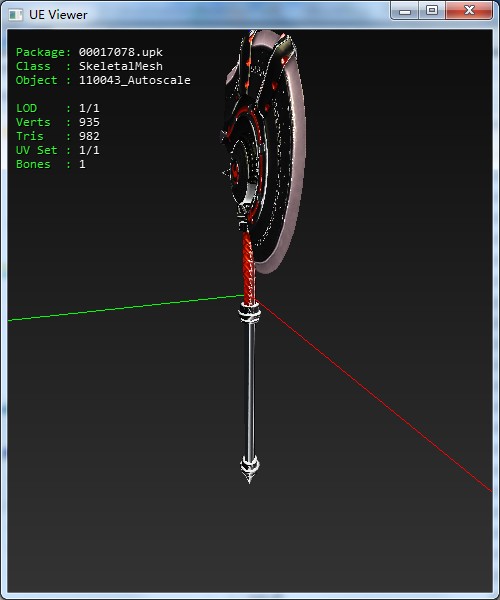 UE Viewer
Package: 00017078.upk
Class  : SkeletalMesh
Object : 110043_Autoscale
LOD    : 1/1
Verts  : 935
Tris   : 982
UV Set : 1/1
Bones  : 1